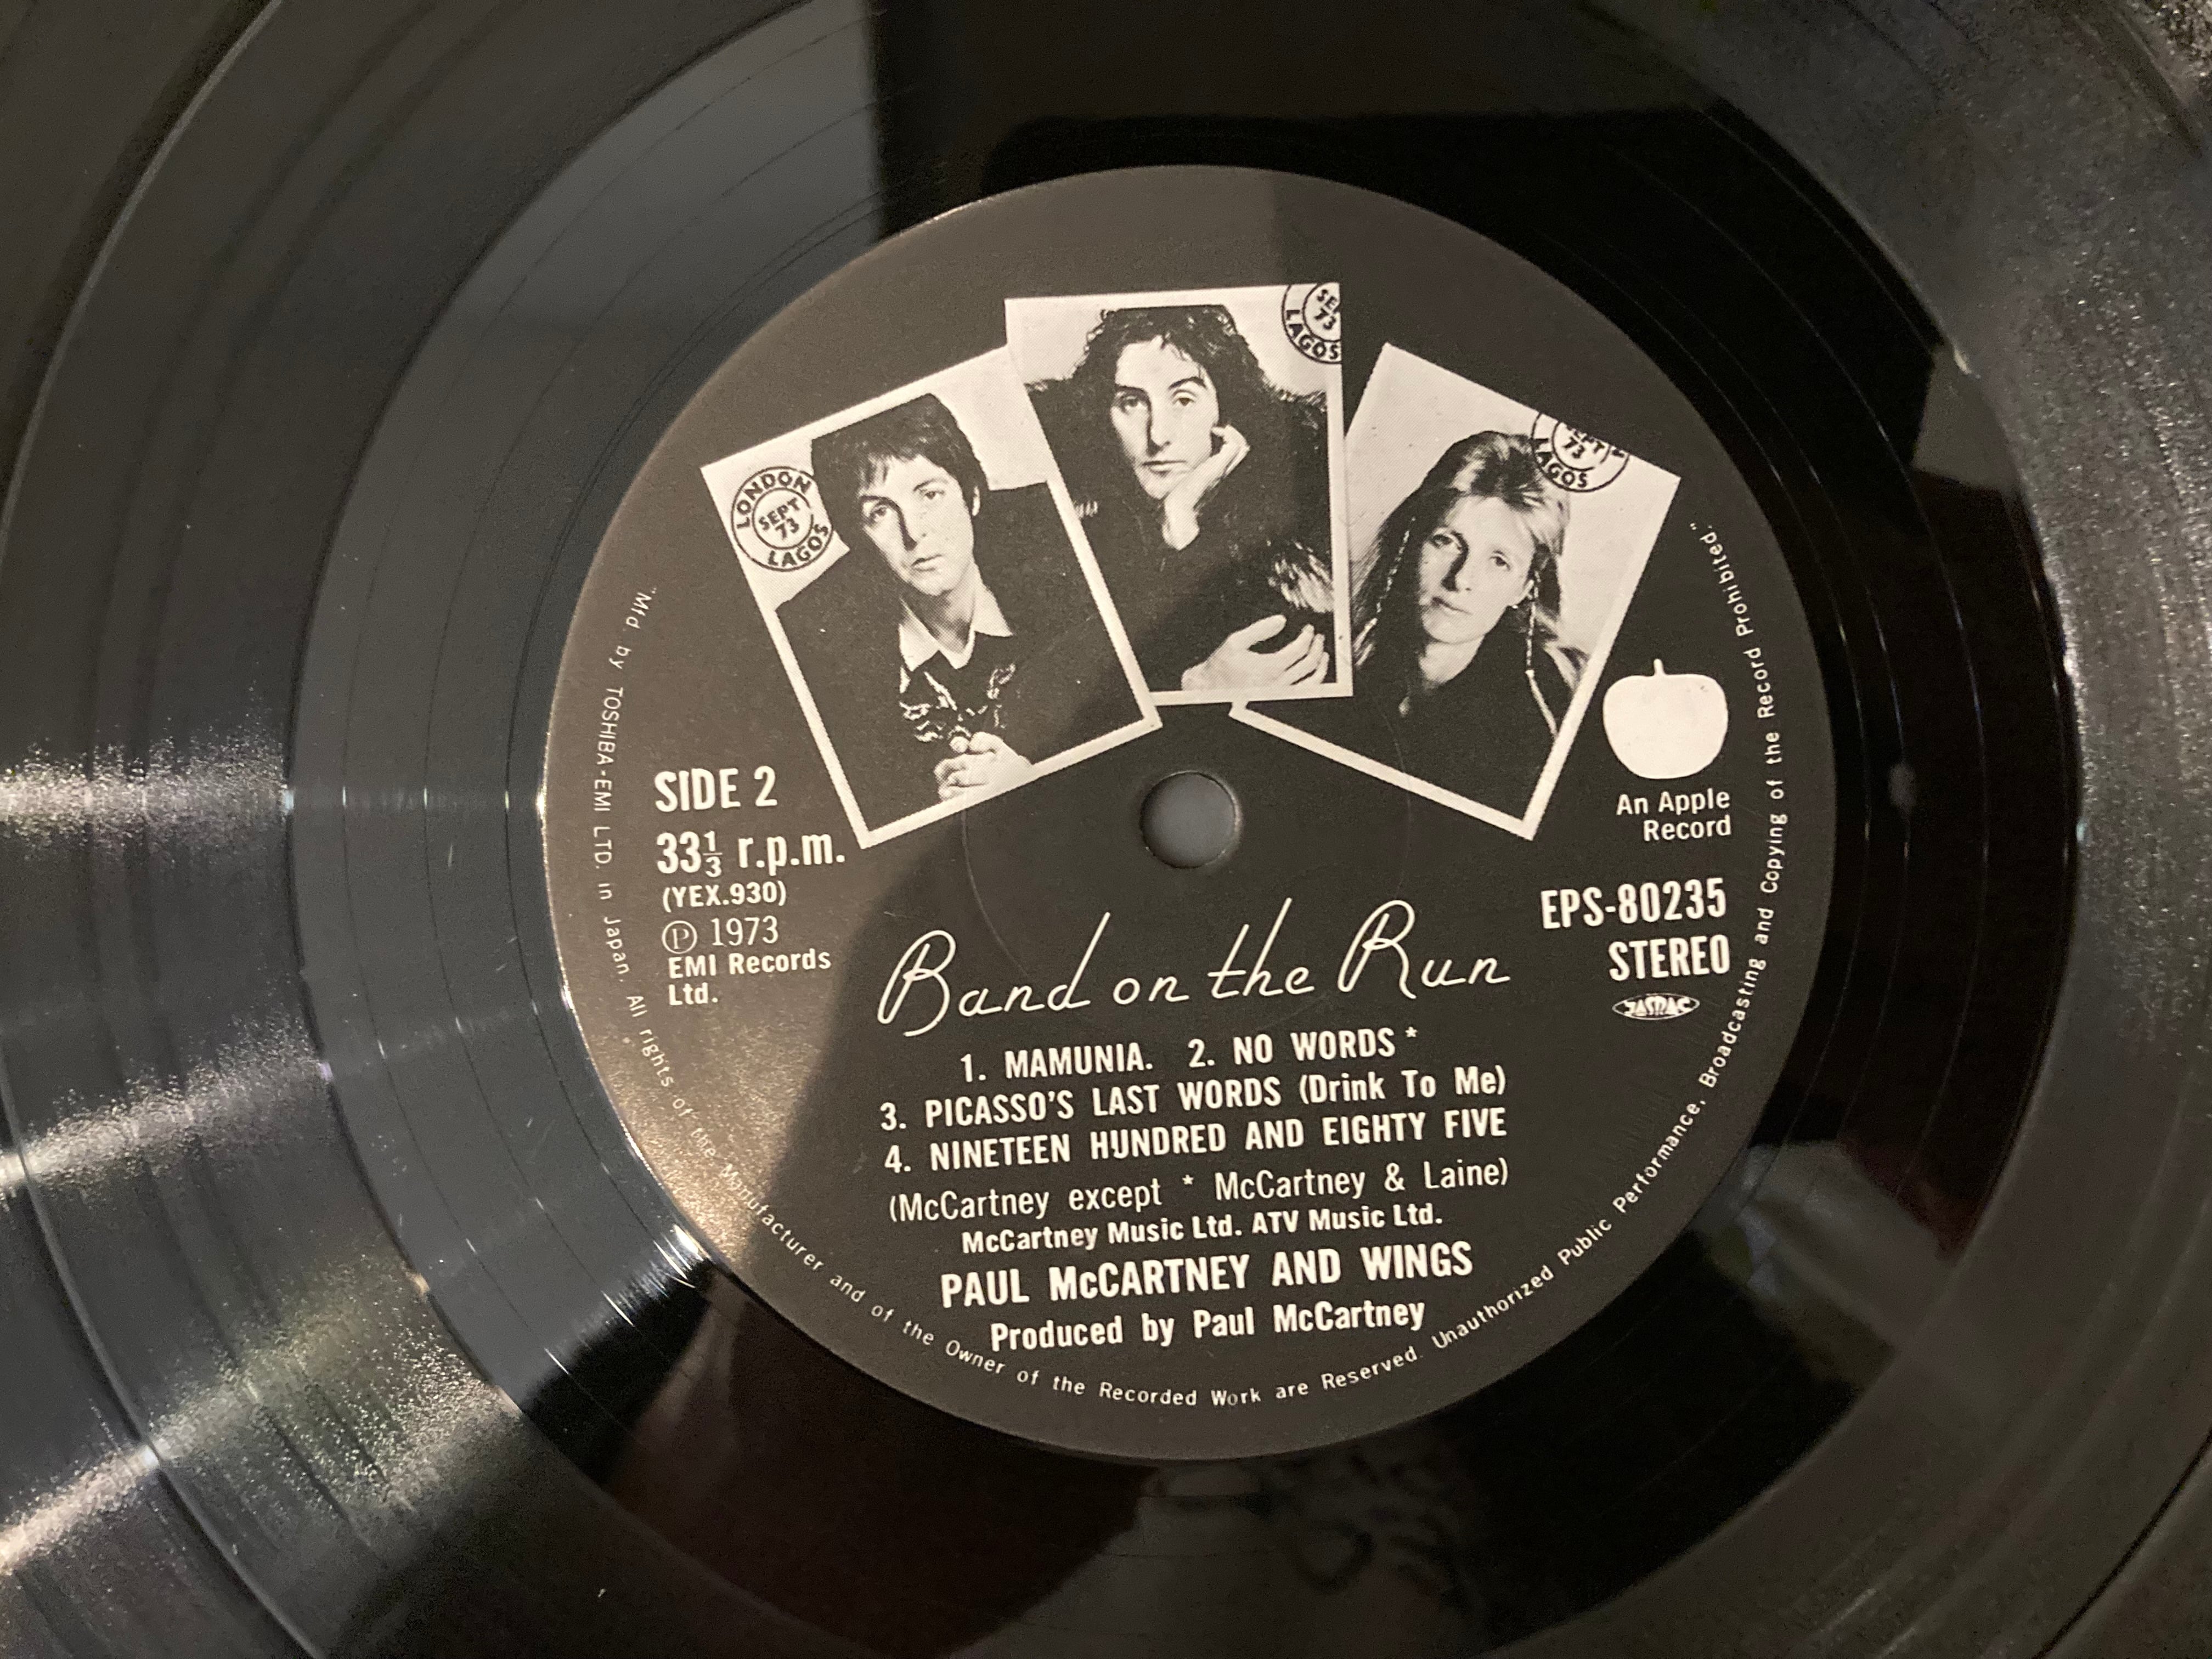 LONDON
SEPT
73
LAGOS
SE
73
LAGOS
SEPT
73
LAGOS
SIDE 2
33⅓ r.p.m.
(YEX.930)
Ⓟ 1973
EMI Records
Ltd.
An Apple
Record
EPS-80235
STEREO
JASRAC
Band on the Run
1. MAMUNIA. 2. NO WORDS *
3. PICASSO'S LAST WORDS (Drink To Me)
4. NINETEEN HUNDRED AND EIGHTY FIVE
(McCartney except * McCartney & Laine)
McCartney Music Ltd. ATV Music Ltd.
PAUL McCARTNEY AND WINGS
Produced by Paul McCartney
"Mfd by TOSHIBA-EMI LTD. in Japan. All rights of the Manufacturer and of the Owner of the Recorded Work are Reserved. Unauthorized Public Performance, Broadcasting and Copying of the Record Prohibited."